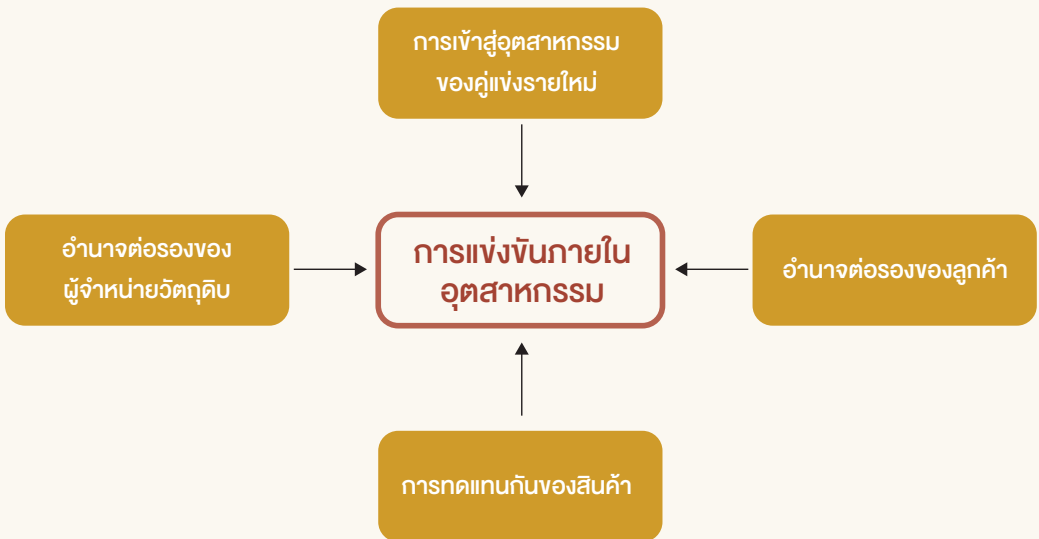 การเข้าสู่อุตสาหกรรม
ของคู่แข่งรายใหม่
อำนาจต่อรองของ
ผู้จำหน่ายวัตถุดิบ
การแข่งขันภายใน
อุตสาหกรรม
อำนาจต่อรองของลูกค้า
การทดแทนกันของสินค้า